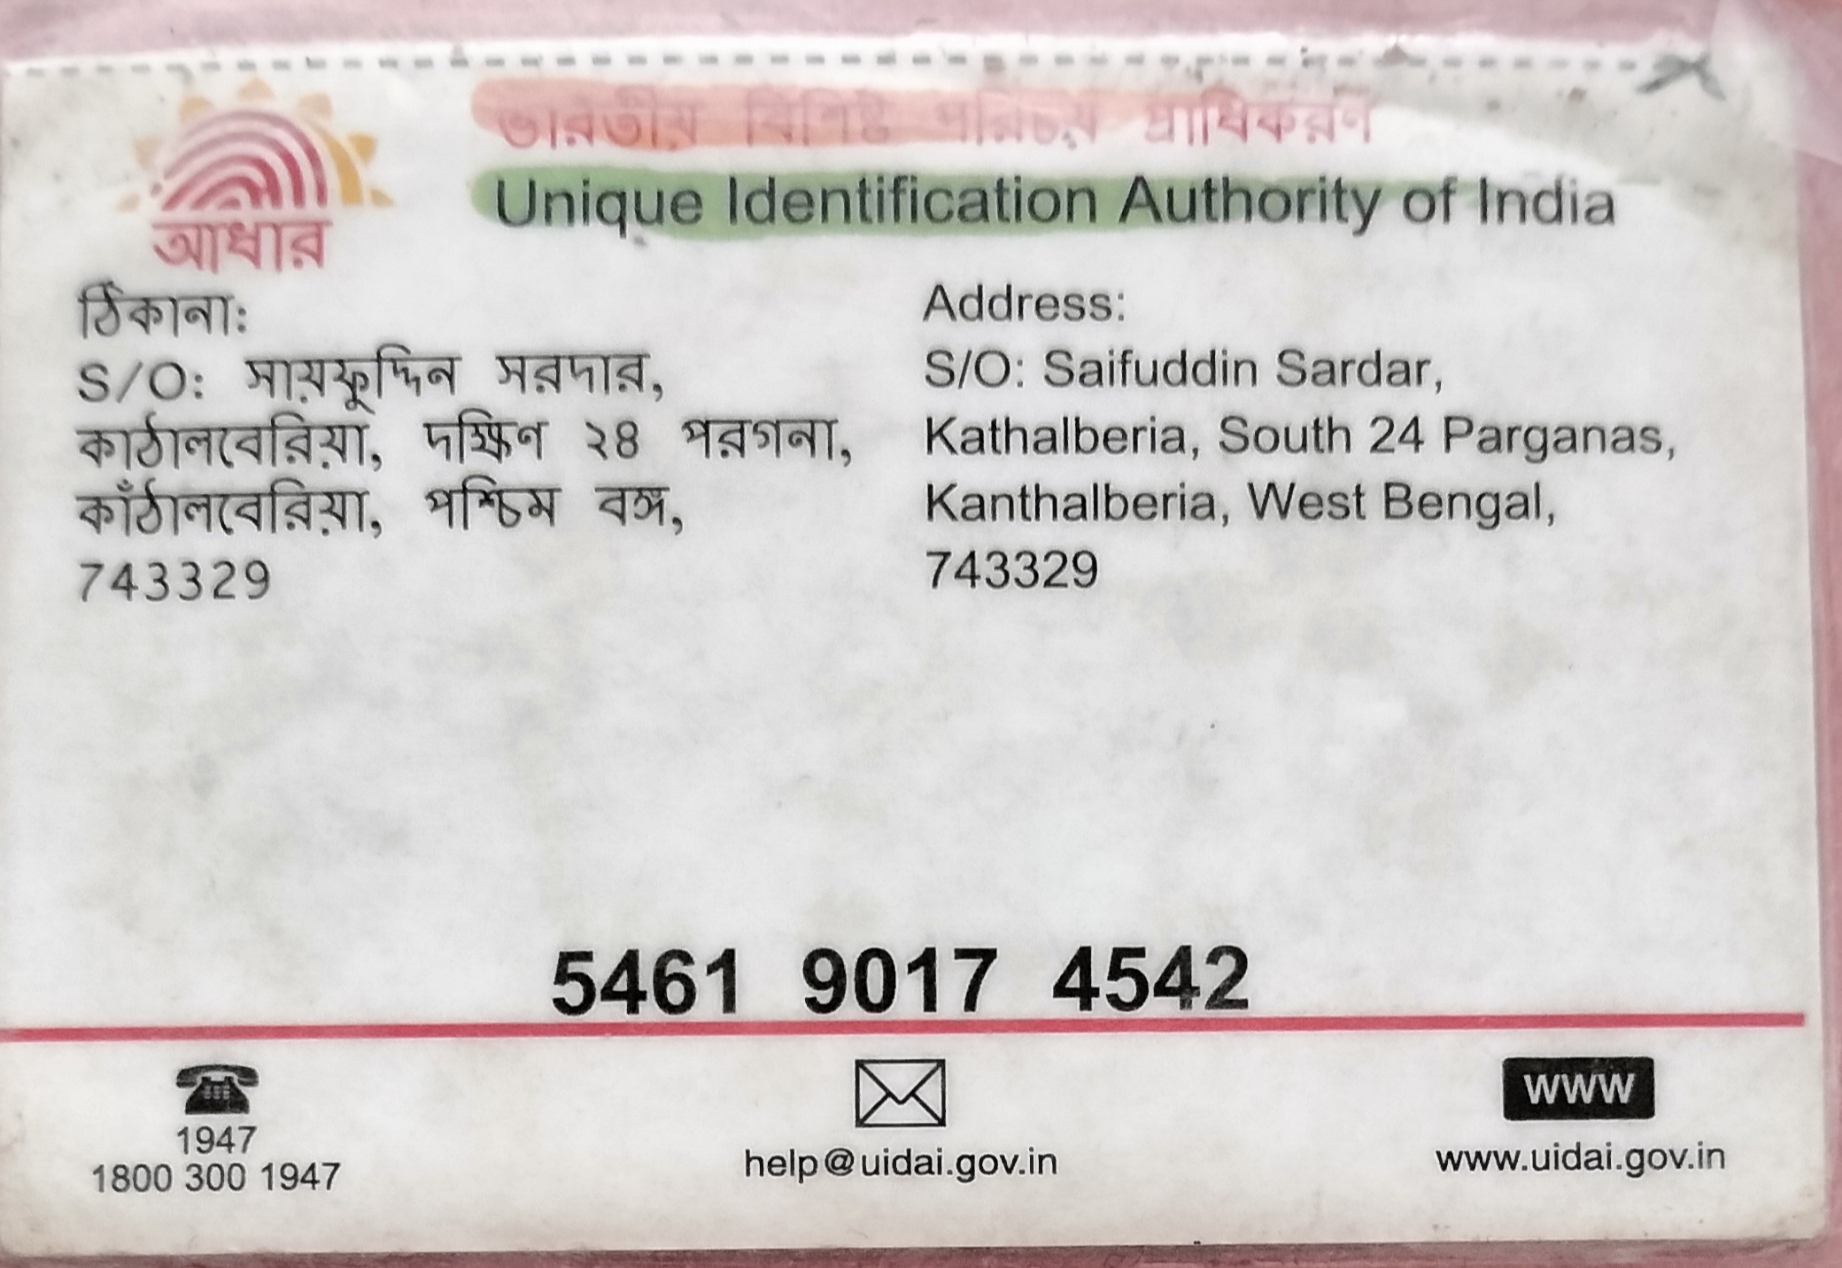 ভারতীয় বিশিষ্ট পরিচয় প্রাধিকরণ
Unique Identification Authority of India
আধার
ঠিকানা:
S/O: সায়ফুদ্দিন সরদার,
কাঠালবেরিয়া, দক্ষিণ ২৪ পরগনা,
কাঁঠালবেরিয়া, পশ্চিম বঙ্গ,
743329
Address:
S/O: Saifuddin Sardar,
Kathalberia, South 24 Parganas,
Kanthalberia, West Bengal,
743329
5461 9017 4542
1947
1800 300 1947
help@uidai.gov.in
www
www.uidai.gov.in